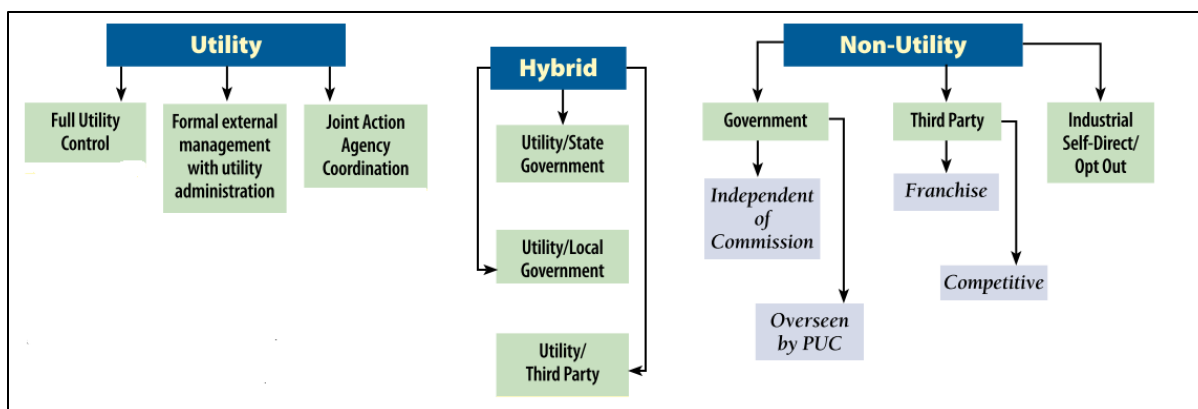 Utility
Full Utility
Control
Formal external
management
with utility
administration
Joint Action
Agency
Coordination
Hybrid
Utility/State
Government
Utility/Local
Government
Utility/
Third Party
Non-Utility
Government
Independent
of
Commission
Overseen
by PUC
Third Party
Franchise
Competitive
Industrial
Self-Direct/
Opt Out